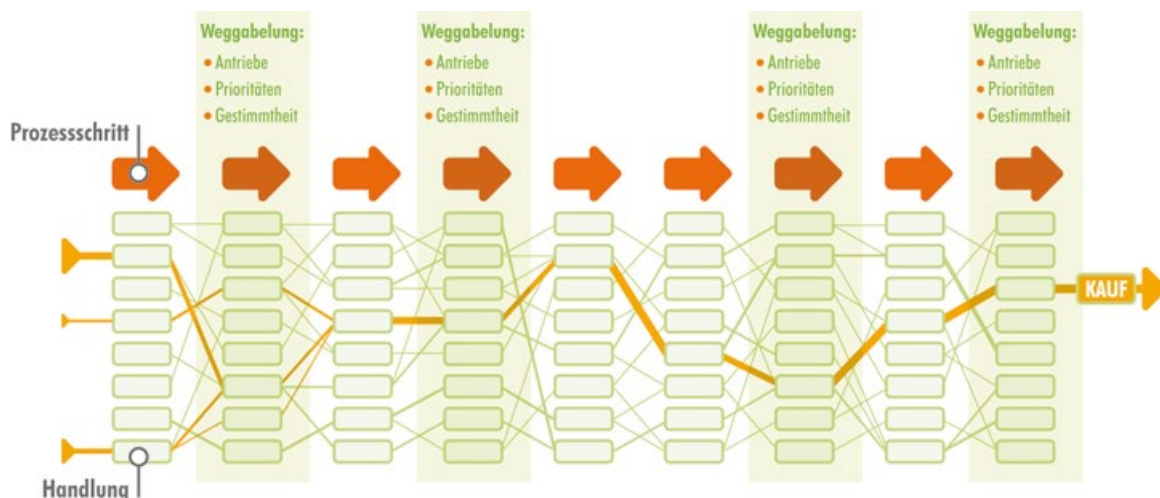 Weggabelung:
• Antriebe
• Prioritäten
• Gestimmtheit
Weggabelung:
• Antriebe
• Prioritäten
• Gestimmtheit
Weggabelung:
• Antriebe
• Prioritäten
• Gestimmtheit
Weggabelung:
• Antriebe
• Prioritäten
• Gestimmtheit
Prozessschritt
KAUF
Handlung